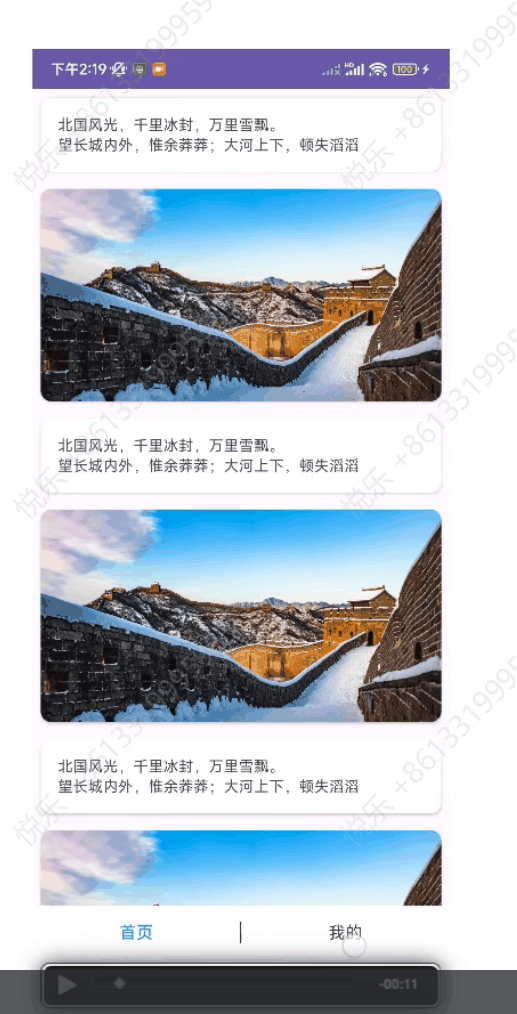 下午2:19
HD
100
北国风光，千里冰封，万里雪飘。
望长城内外，惟余莽莽；大河上下，顿失滔滔
北国风光，千里冰封，万里雪飘。
望长城内外，惟余莽莽；大河上下，顿失滔滔
北国风光，千里冰封，万里雪飘。
望长城内外，惟余莽莽；大河上下，顿失滔滔
首页
我的
-00:11